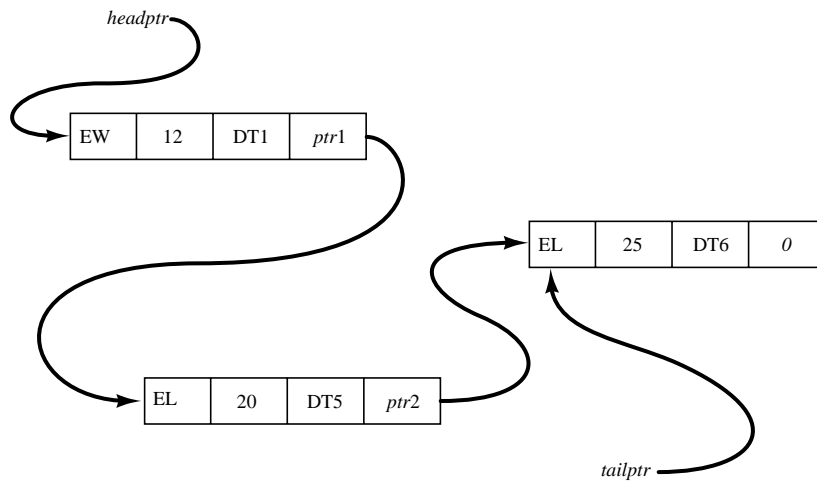 headptr
EW 12 DT1 ptr1
EL 25 DT6 0
EL 20 DT5 ptr2
tailptr